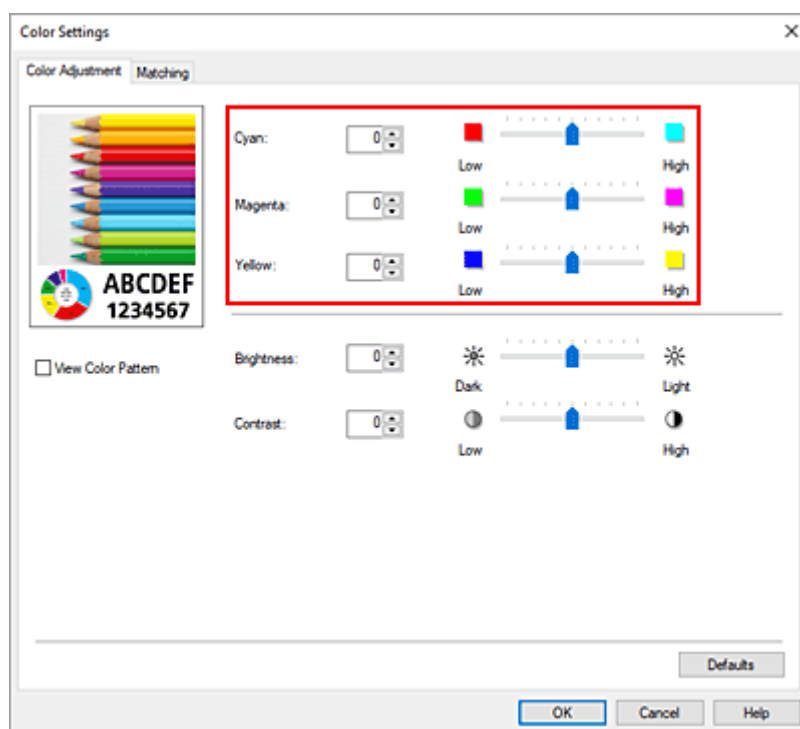 Color Settings
Color Adjustment Matching
Cyan: 0
Low High
Magenta: 0
Low High
Yellow: 0
Low High
ABCDEF
1234567
View Color Pattern
Brightness: 0
Dark Light
Contrast: 0
Low High
Defaults
OK Cancel Help